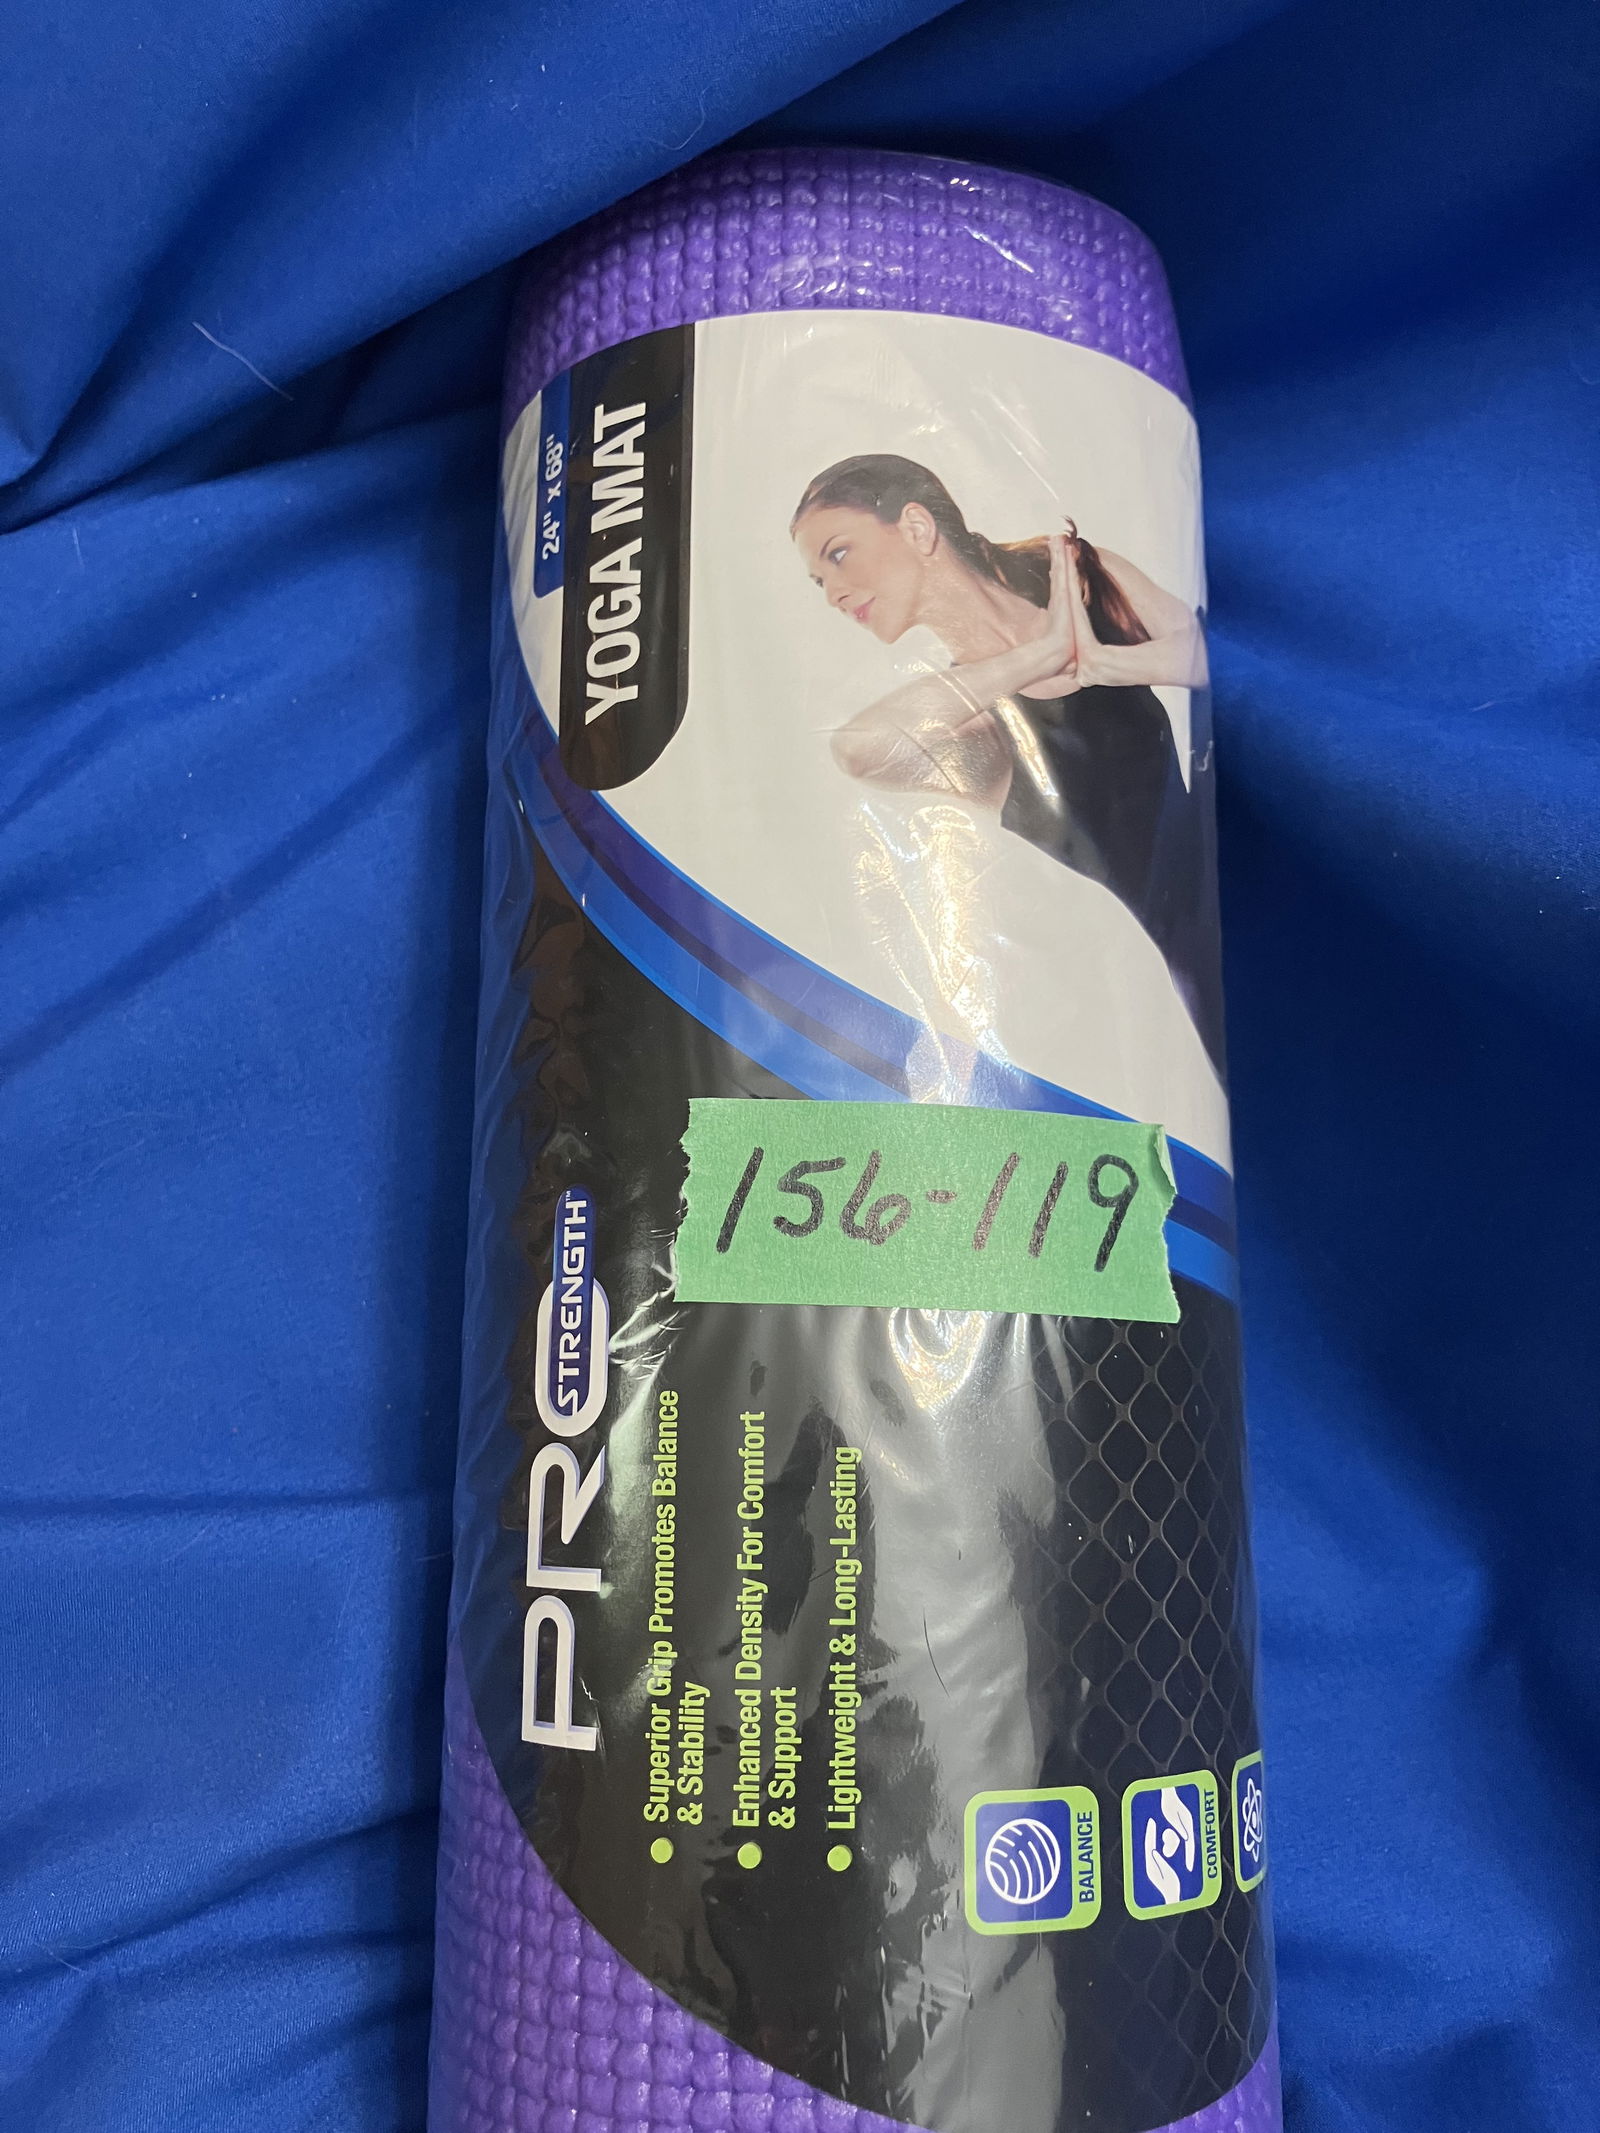 24" x 68"
YOGA MAT
156-119
PRO STRENGTH™
Superior Grip Promotes Balance
& Stability
Enhanced Density For Comfort
& Support
Lightweight & Long-Lasting
BALANCE
COMFORT